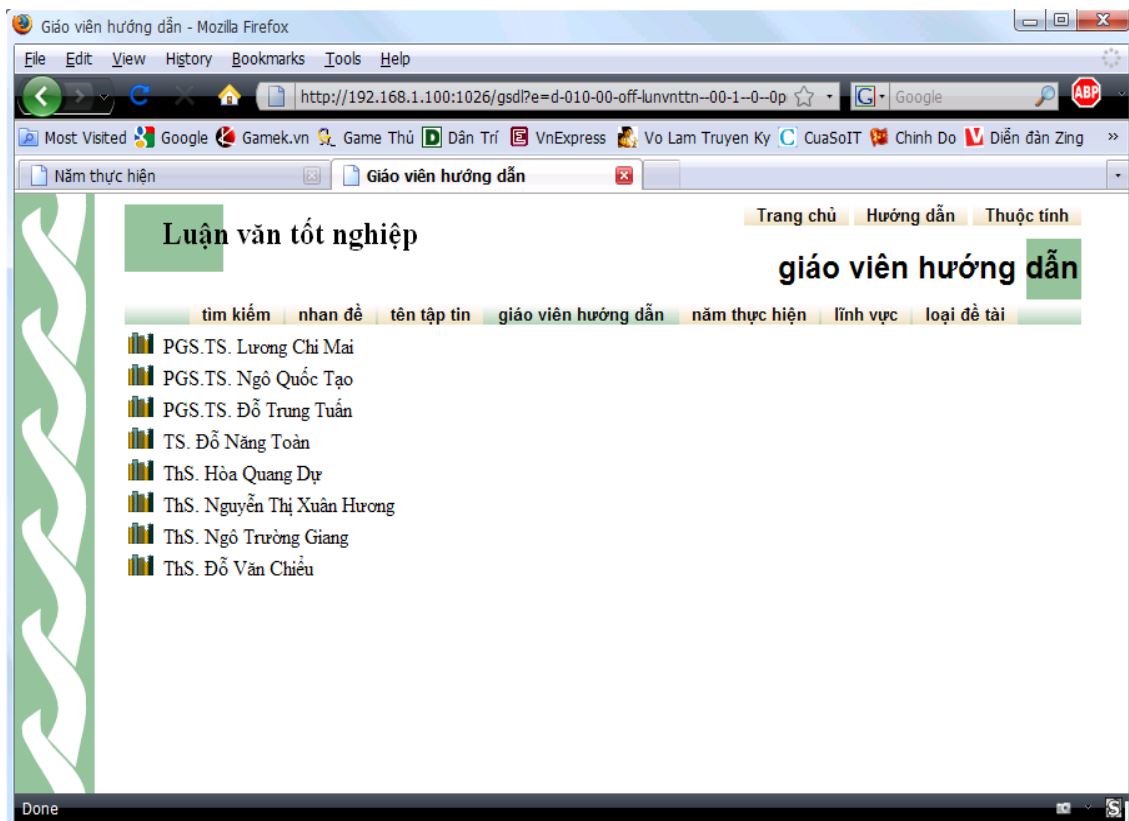 Giáo viên hướng dẫn - Mozilla Firefox
File Edit View History Bookmarks Tools Help
http://192.168.1.100:1026/gsdl?e=d-010-00-off-lunvnttn--00-1--0--0p G Google ABP
Most Visited Google Gamek.vn Game Thủ D Dân Trí E VnExpress Vo Lam Truyen Ky C CuaSoIT Chinh Do V Diễn đàn Zing »
Năm thực hiện Giáo viên hướng dẫn
Trang chủ Hướng dẫn Thuộc tính
Luận văn tốt nghiệp
giáo viên hướng dẫn
tìm kiếm nhan đề tên tập tin giáo viên hướng dẫn năm thực hiện lĩnh vực loại đề tài
PGS.TS. Lương Chi Mai
PGS.TS. Ngô Quốc Tạo
PGS.TS. Đỗ Trung Tuấn
TS. Đỗ Năng Toàn
ThS. Hòa Quang Dự
ThS. Nguyễn Thị Xuân Hương
ThS. Ngô Trường Giang
ThS. Đỗ Văn Chiểu
Done S